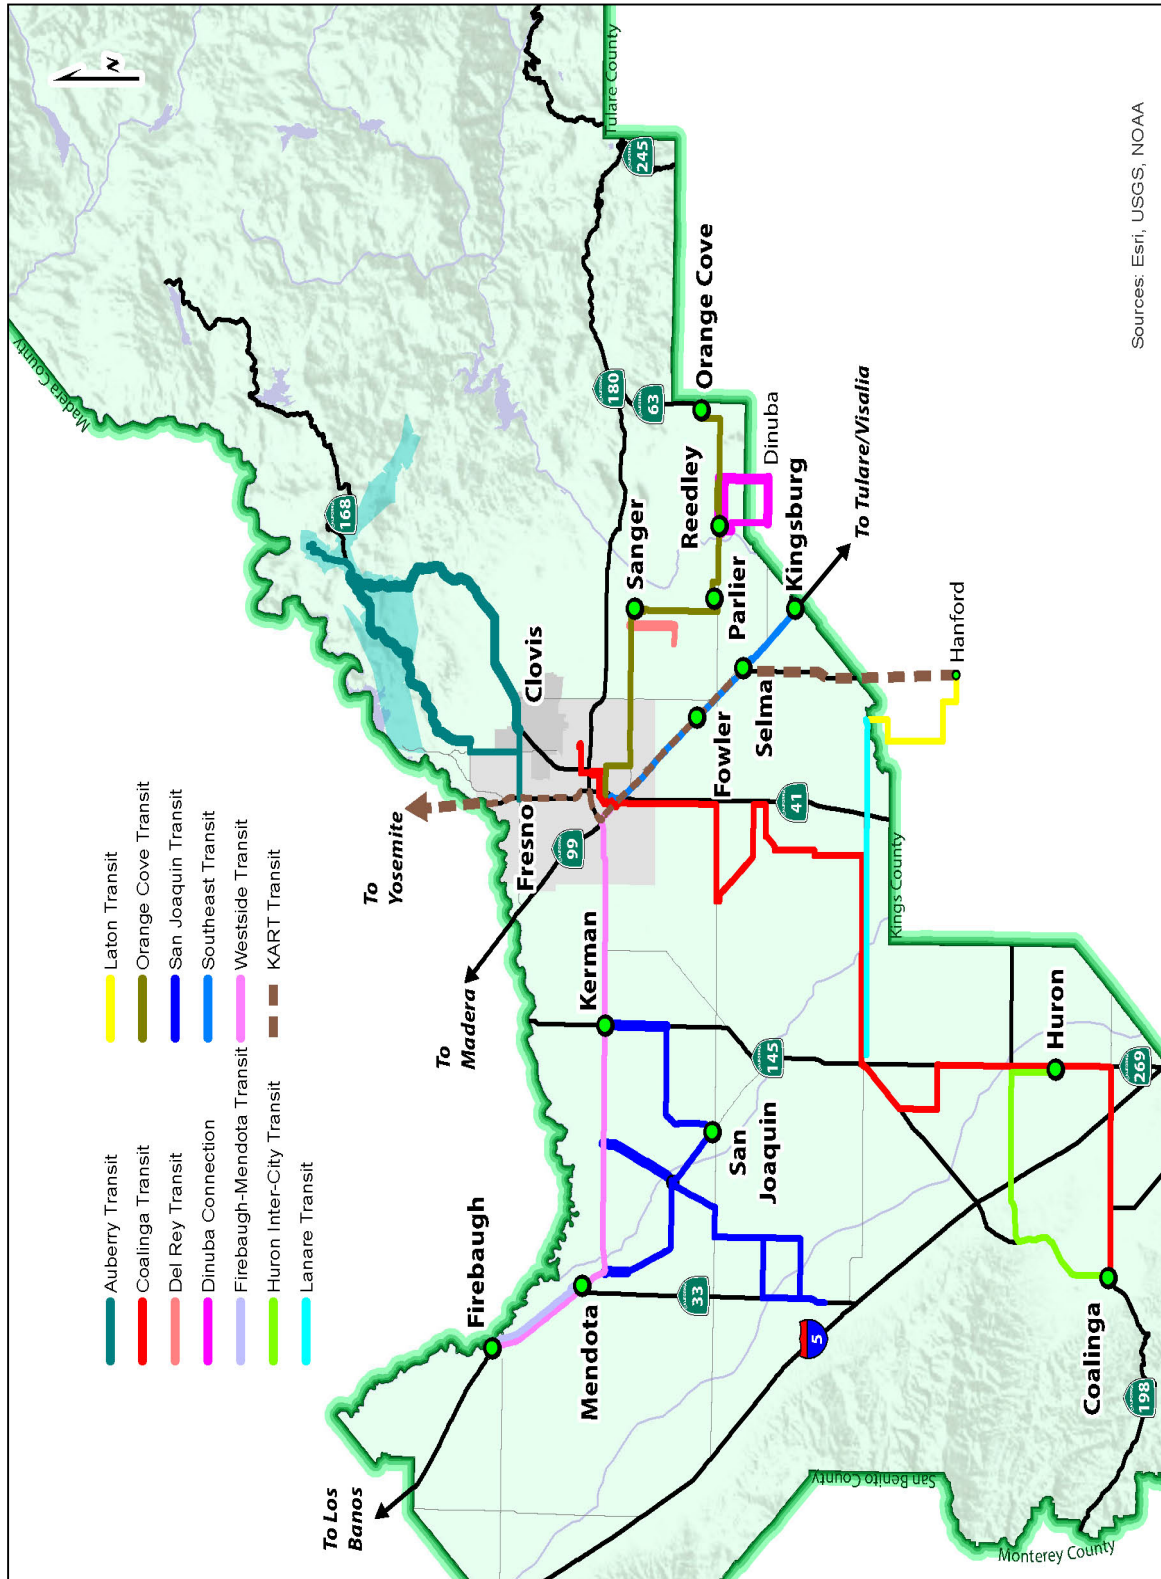 Auberry Transit
Coalinga Transit
Del Rey Transit
Dinuba Connection
Firebaugh-Mendota Transit
Huron Inter-City Transit
Lanare Transit
Laton Transit
Orange Cove Transit
San Joaquin Transit
Southeast Transit
Westside Transit
KART Transit
N
Madera County
Tulare County
To Los
Banos
Firebaugh
Mendota
To
Madera
Kerman
To
Yosemite
Fresno
Clovis
99
168
180
245
63
Sanger
Reedley
Orange Cove
Dinuba
Parlier
Kingsburg
To Tulare/Visalia
Fowler
Selma
41
Hanford
Kings County
San
Joaquin
145
33
5
Huron
269
Coalinga
198
San Benito County
Monterey County
Sources: Esri, USGS, NOAA